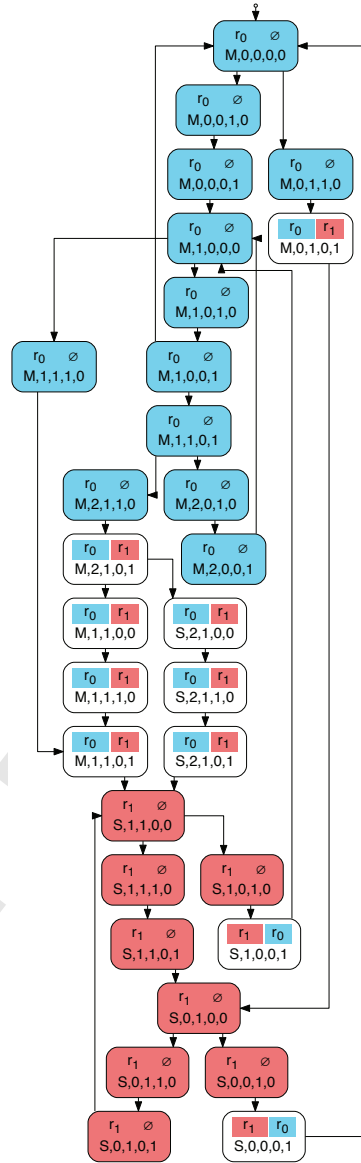 r0 ∅
M,0,0,0,0
r0 ∅
M,0,0,1,0
r0 ∅
M,0,0,0,1
r0 ∅
M,0,1,1,0
r0 ∅
M,1,0,0,0
r0 r1
M,0,1,0,1
r0 ∅
M,1,0,1,0
r0 ∅
M,1,1,1,0
r0 ∅
M,1,0,0,1
r0 ∅
M,1,1,0,1
r0 ∅
M,2,1,1,0
r0 ∅
M,2,0,1,0
r0 r1
M,2,1,0,1
r0 ∅
M,2,0,0,1
r0 r1
M,1,1,0,0
r0 r1
S,2,1,0,0
r0 r1
M,1,1,1,0
r0 r1
S,2,1,1,0
r0 r1
M,1,1,0,1
r0 r1
S,2,1,0,1
r1 ∅
S,1,1,0,0
r1 ∅
S,1,1,1,0
r1 ∅
S,1,0,1,0
r1 ∅
S,1,1,0,1
r1 r0
S,1,0,0,1
r1 ∅
S,0,1,0,0
r1 ∅
S,0,1,1,0
r1 ∅
S,0,0,1,0
r1 ∅
S,0,1,0,1
r1 r0
S,0,0,0,1